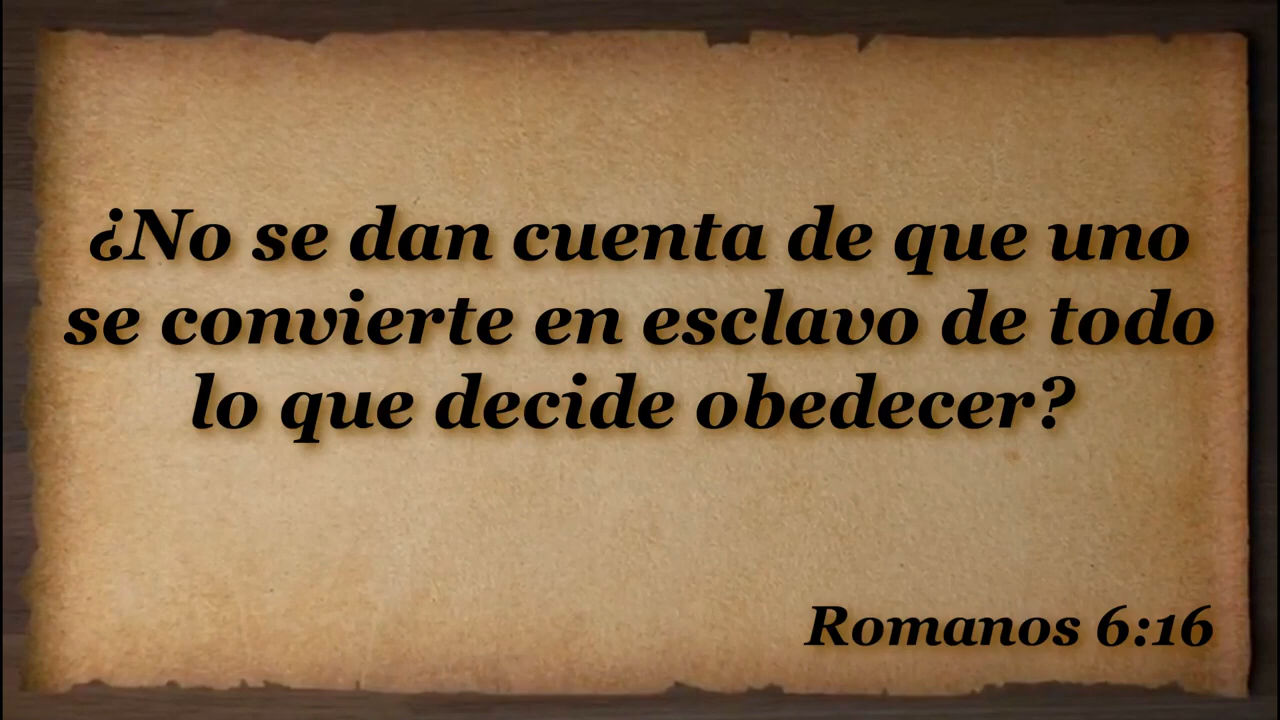 ¿No se dan cuenta de que uno
se convierte en esclavo de todo
lo que decide obedecer?
Romanos 6:16